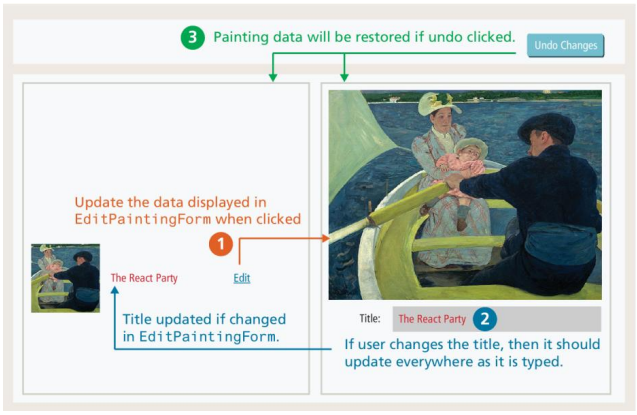 3 Painting data will be restored if undo clicked.
Undo Changes
Update the data displayed in
EditPaintingForm when clicked
1
The React Party
Edit
Title updated if changed
in EditPaintingForm.
Title:
The React Party
2
If user changes the title, then it should
update everywhere as it is typed.